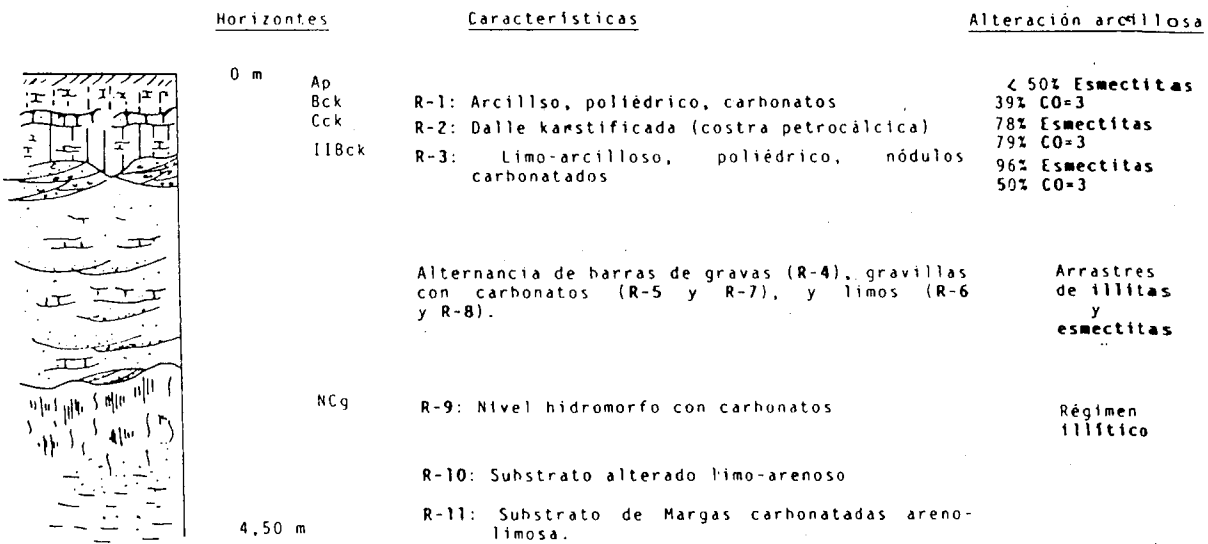 Horizontes Características Alteración arcillosa
0 m
Ap < 50% Esmectitas
Bck R-1: Arcillso, poliédrico, carbonatos 39% CO=3
Cck R-2: Dalle karstificada (costra petrocálcica) 78% Esmectitas
79% CO=3
IIBck R-3: Limo-arcilloso, poliédrico, nódulos 96% Esmectitas
carbonatados 50% CO=3
Alternancia de barras de gravas (R-4), gravillas Arrastres
con carbonatos (R-5 y R-7), y limos (R-6 de illitas
y R-8). y
esmectitas
NCg R-9: Nivel hidromorfo con carbonatos Régimen
illítico
R-10: Substrato alterado limo-arenoso
R-11: Substrato de Margas carbonatadas areno-
4,50 m limosa.